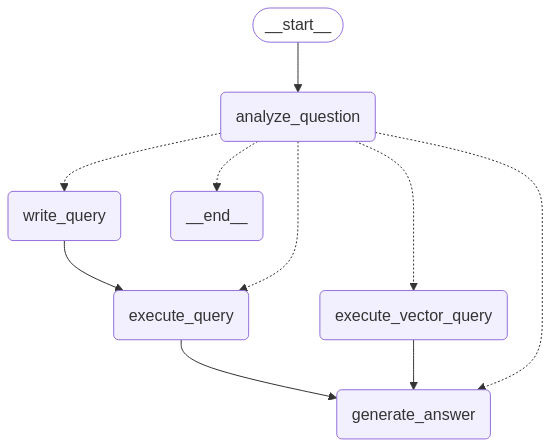 __start__
analyze_question
write_query
__end__
execute_query
execute_vector_query
generate_answer